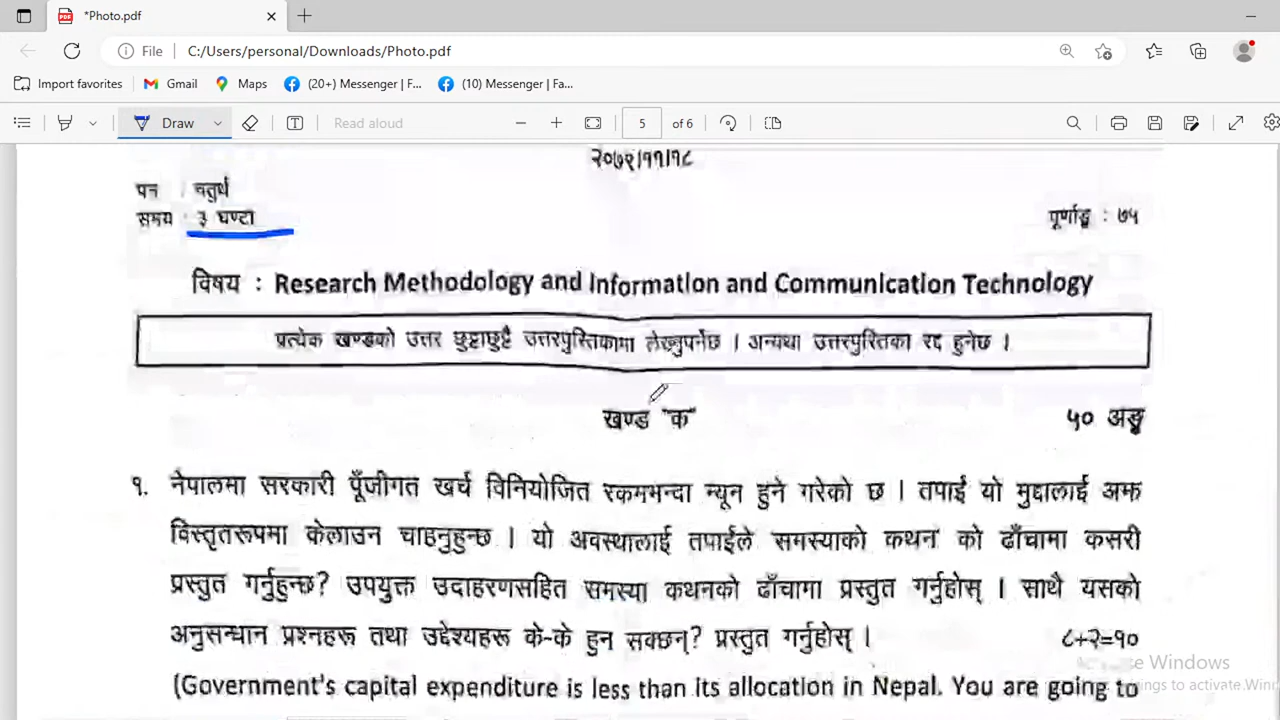 *Photo.pdf
File C:/Users/personal/Downloads/Photo.pdf
Import favorites Gmail Maps (20+) Messenger | F... (10) Messenger | Fa...
Draw Read aloud 5 of 6
२०७९।११।१८
पत्र : चतुर्थ
समय : ३ घण्टा पूर्णाङ्क : ७५
विषय : Research Methodology and Information and Communication Technology
प्रत्येक खण्डको उत्तर छुट्टाछुट्टै उत्तरपुस्तिकामा लेख्नुपर्नेछ । अन्यथा उत्तरपुस्तिका रद्द हुनेछ ।
खण्ड "क" ५० अङ्क
१. नेपालमा सरकारी पूँजीगत खर्च विनियोजित रकमभन्दा न्यून हुने गरेको छ । तपाईं यो मुद्दालाई अझ
विस्तृतरूपमा केलाउन चाहनुहुन्छ । यो अवस्थालाई तपाईले 'समस्याको कथन' को ढाँचामा कसरी
प्रस्तुत गर्नुहुन्छ? उपयुक्त उदाहरणसहित समस्या कथनको ढाँचामा प्रस्तुत गर्नुहोस् । साथै यसको
अनुसन्धान प्रश्नहरू तथा उद्देश्यहरू के-के हुन सक्छन्? प्रस्तुत गर्नुहोस् । ८+२=१०
(Government's capital expenditure is less than its allocation in Nepal. You are going to
Windows
to activate